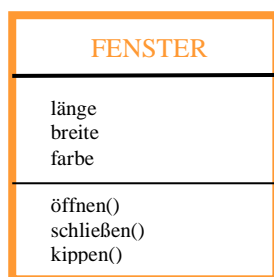 FENSTER
länge
breite
farbe
öffnen()
schließen()
kippen()